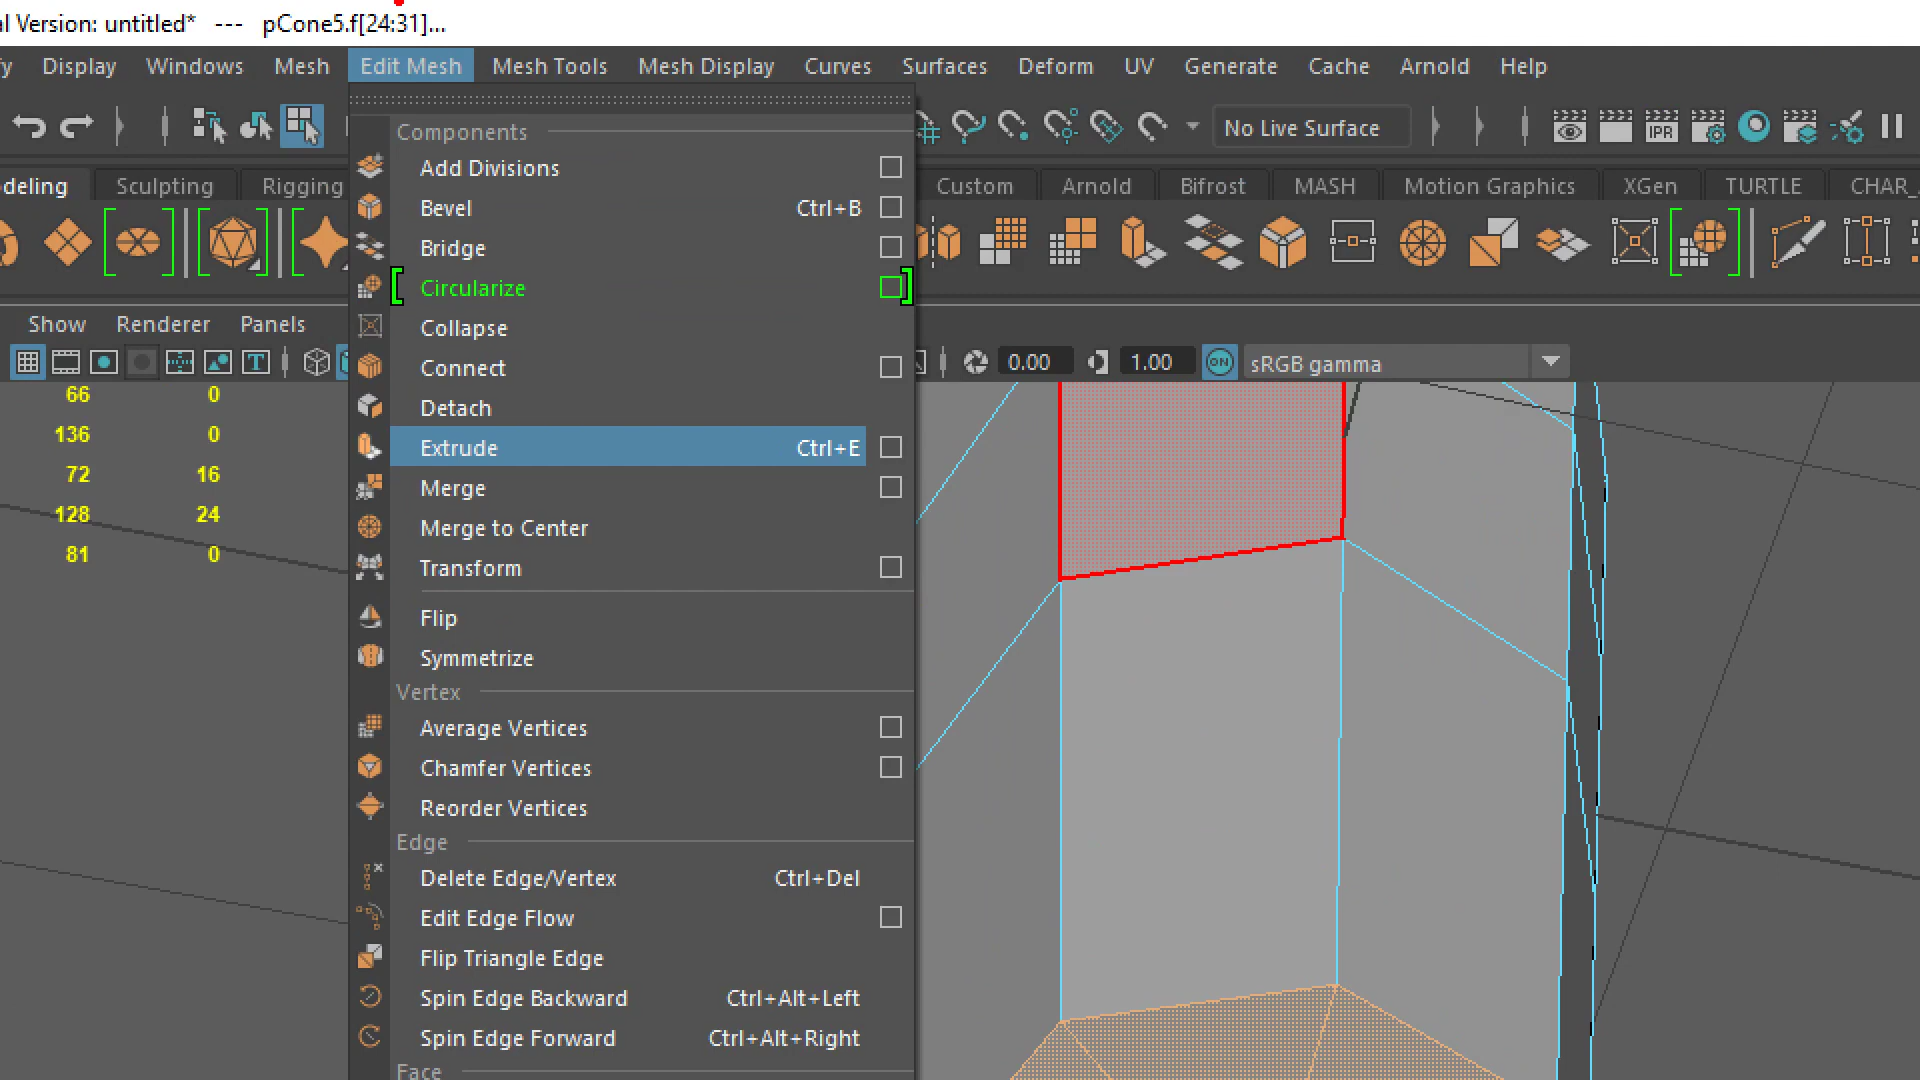 al Version: untitled* --- pCone5.f[24:31]...
fy Display Windows Mesh Edit Mesh Mesh Tools Mesh Display Curves Surfaces Deform UV Generate Cache Arnold Help
No Live Surface
IPR
deling Sculpting Rigging Custom Arnold Bifrost MASH Motion Graphics XGen TURTLE CHAR_
Show Renderer Panels
T 0.00 1.00 ON sRGB gamma
66 0
136 0
72 16
128 24
81 0
Components
Add Divisions
Bevel Ctrl+B
Bridge
Circularize
Collapse
Connect
Detach
Extrude Ctrl+E
Merge
Merge to Center
Transform
Flip
Symmetrize
Vertex
Average Vertices
Chamfer Vertices
Reorder Vertices
Edge
Delete Edge/Vertex Ctrl+Del
Edit Edge Flow
Flip Triangle Edge
Spin Edge Backward Ctrl+Alt+Left
Spin Edge Forward Ctrl+Alt+Right
Face